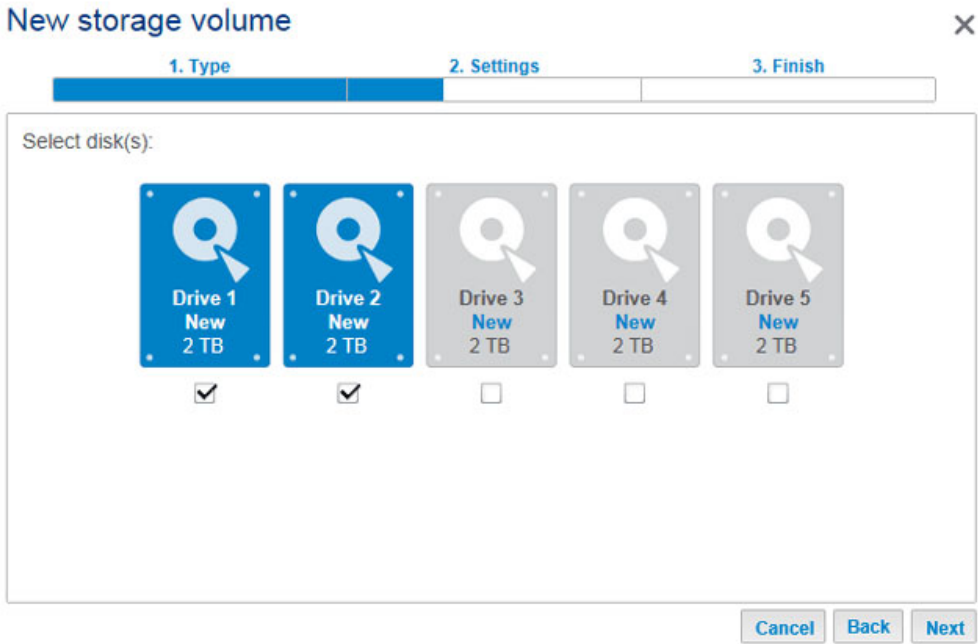 New storage volume
1. Type 2. Settings 3. Finish
Select disk(s):
Drive 1 Drive 2 Drive 3 Drive 4 Drive 5
New New New New New
2 TB 2 TB 2 TB 2 TB 2 TB
Cancel Back Next